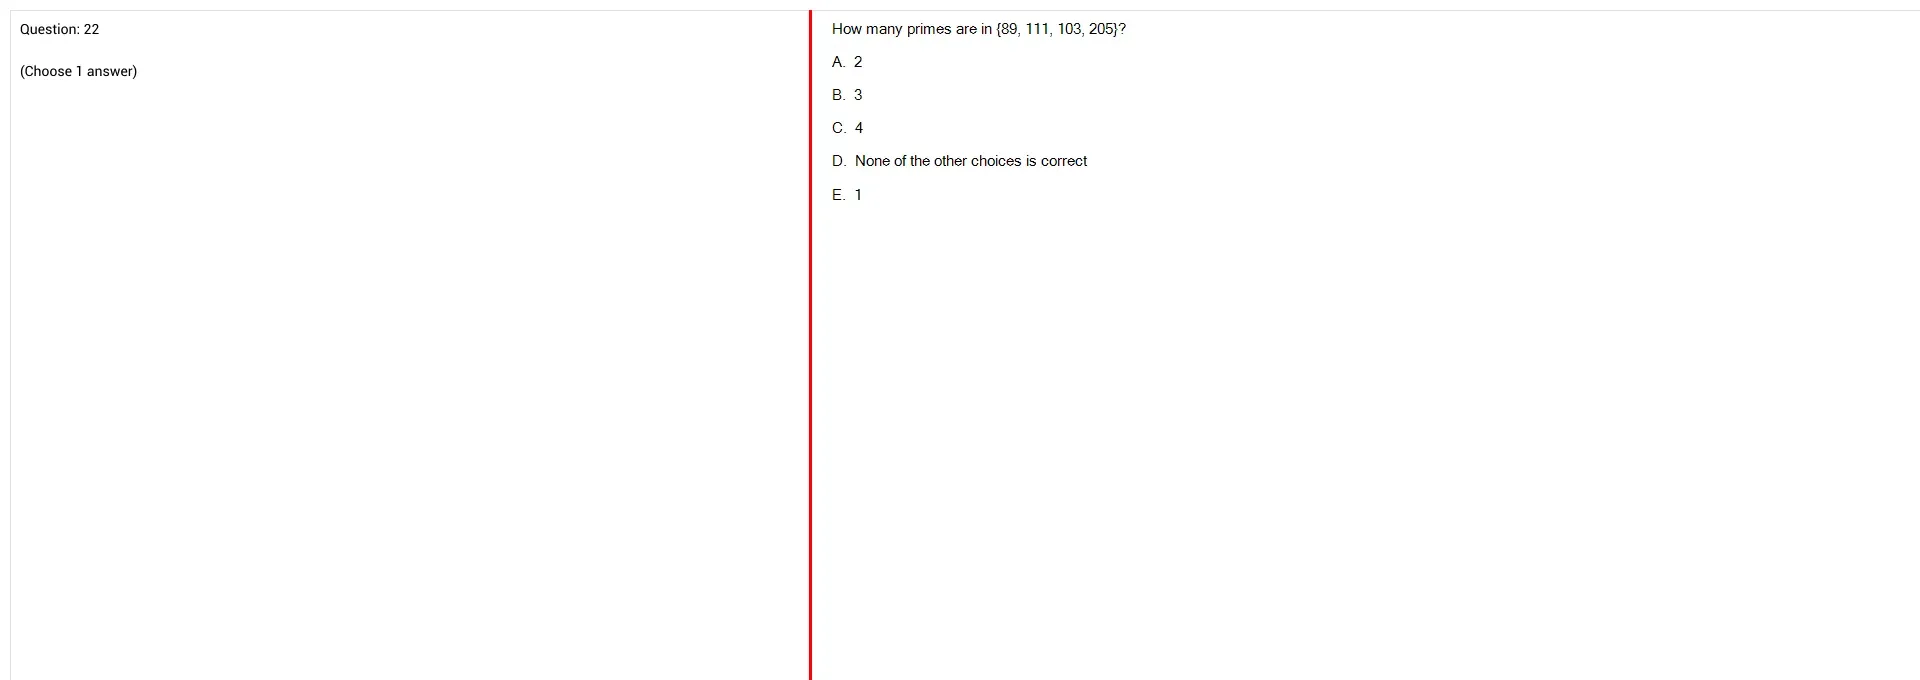 Question: 22
(Choose 1 answer)
How many primes are in {89, 111, 103, 205}?
A. 2
B. 3
C. 4
D. None of the other choices is correct
E. 1